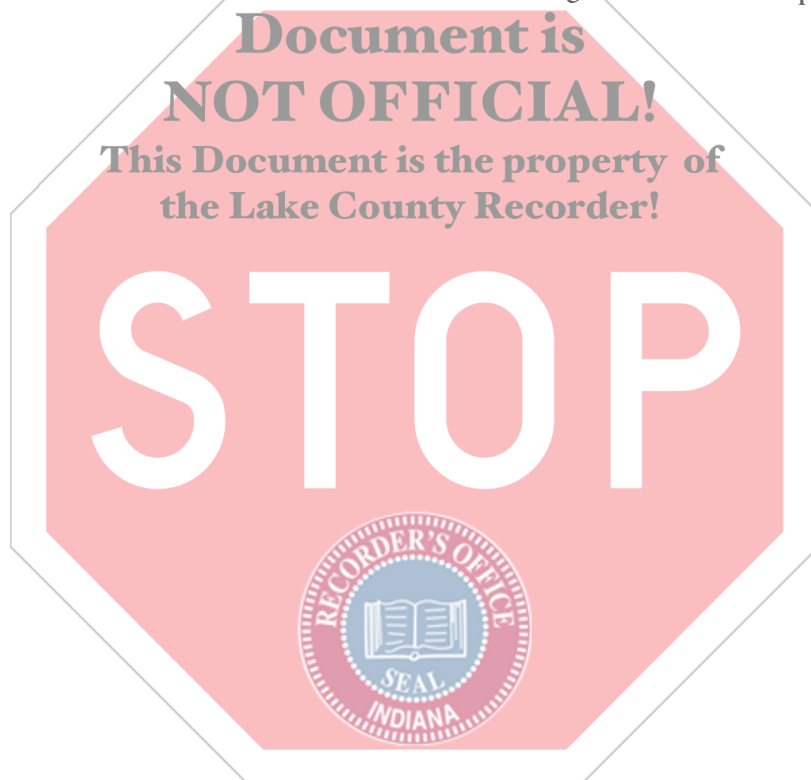 Document is
NOT OFFICIAL!
This Document is the property of
the Lake County Recorder!
STOP
RECORDER'S OFFICE
SEAL
INDIANA